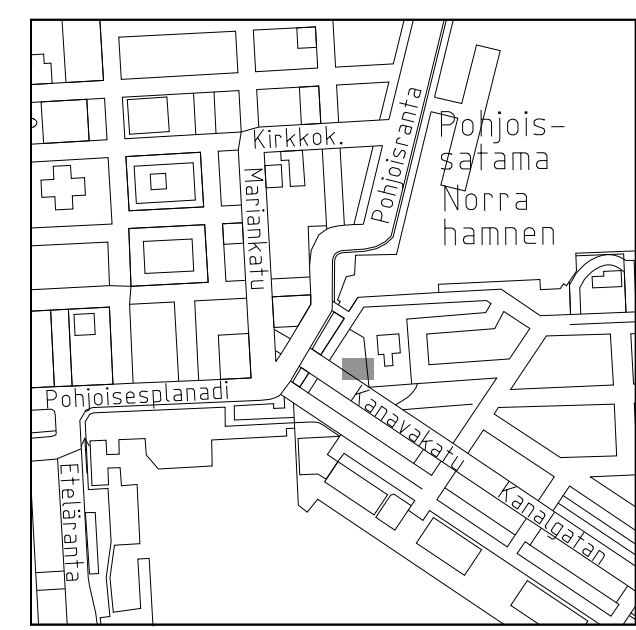 Kirkkok.
Pohjoisranta
Pohjois-
satama
Norra
hamnen
Mariankatu
Pohjoisesplanadi
Kanavakatu
Kanalgatan
Eteläranta